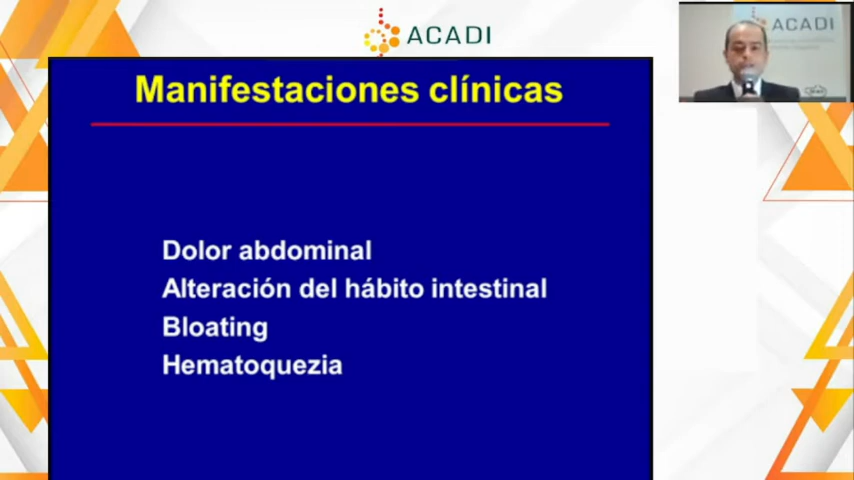 ACADI
ACADI
Manifestaciones clínicas
Dolor abdominal
Alteración del hábito intestinal
Bloating
Hematoquezia